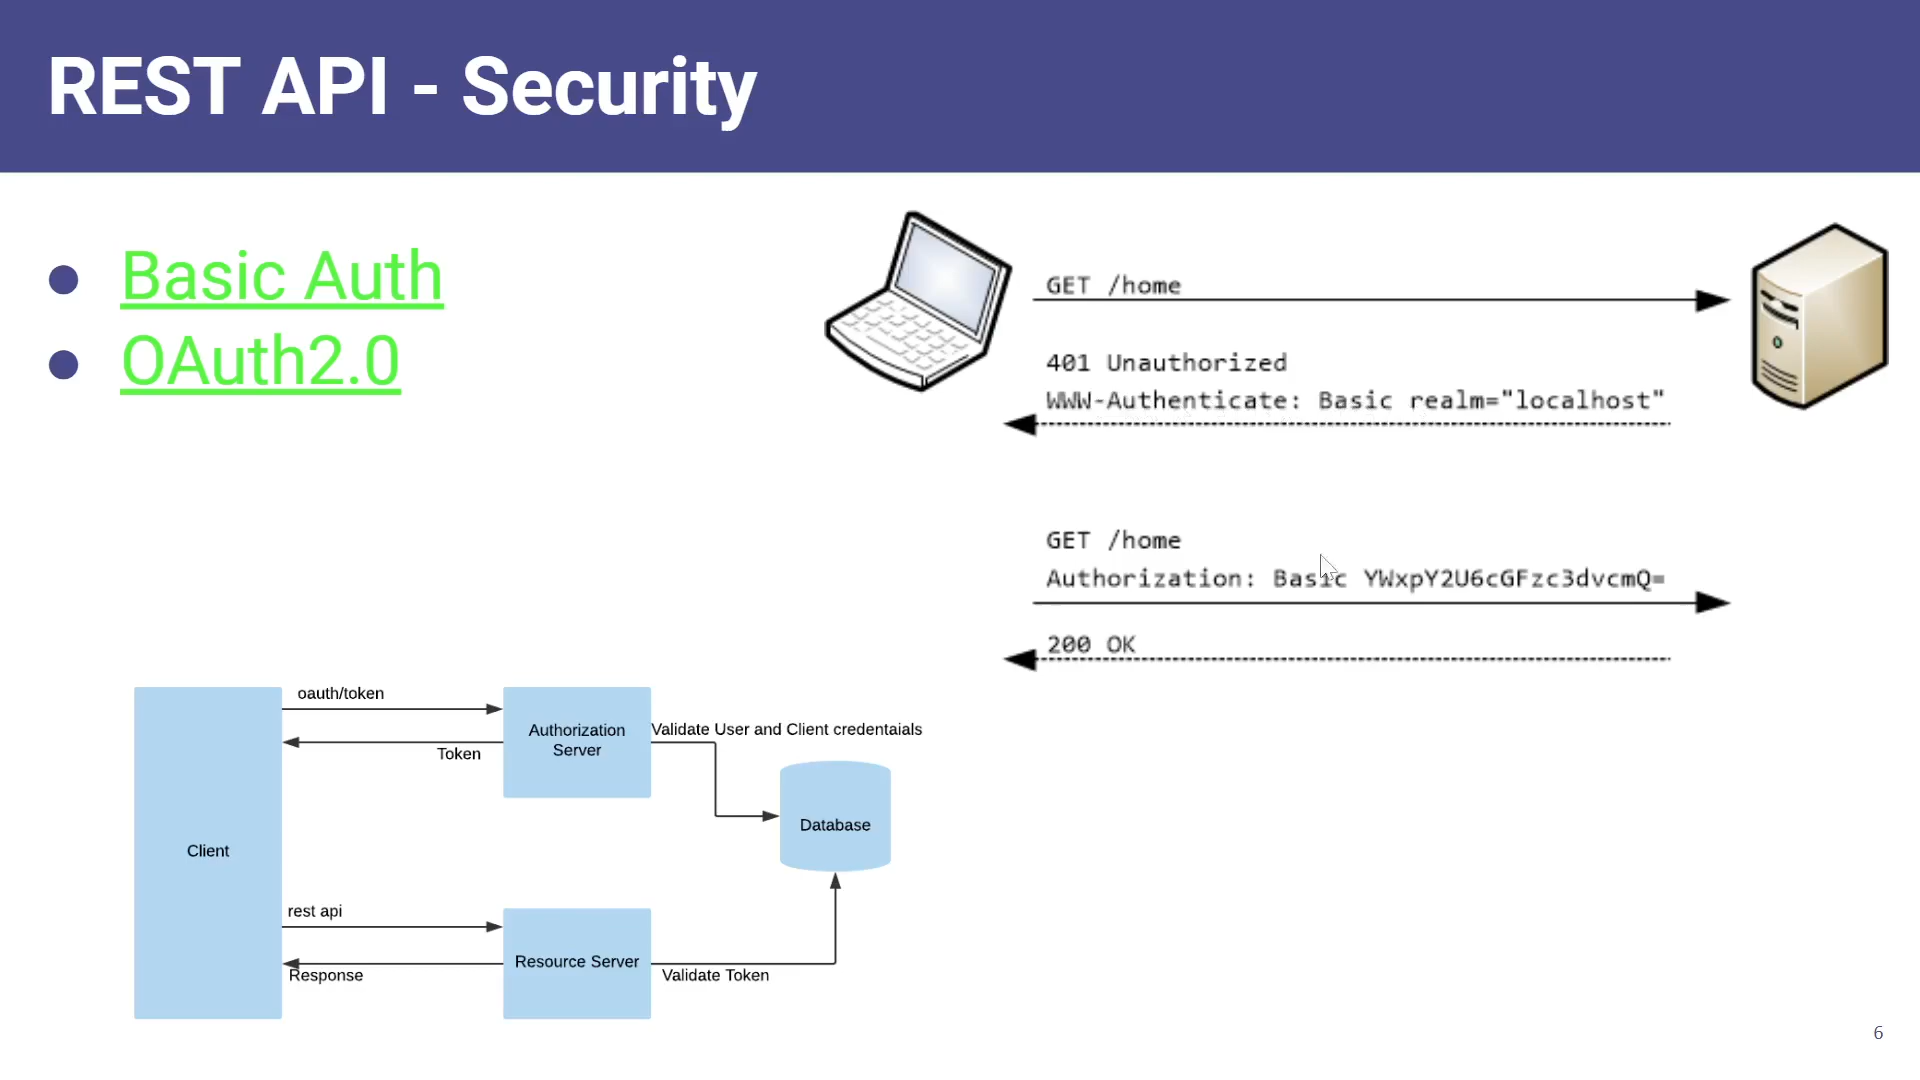 REST API - Security
Basic Auth
OAuth2.0
GET /home
401 Unauthorized
WWW-Authenticate: Basic realm="localhost"
GET /home
Authorization: Basic YWxpY2U6cGFzc3dvcmQ=
200 OK
oauth/token
Token
Authorization
Server
Validate User and Client credentaials
Database
Client
rest api
Response
Resource Server
Validate Token
6